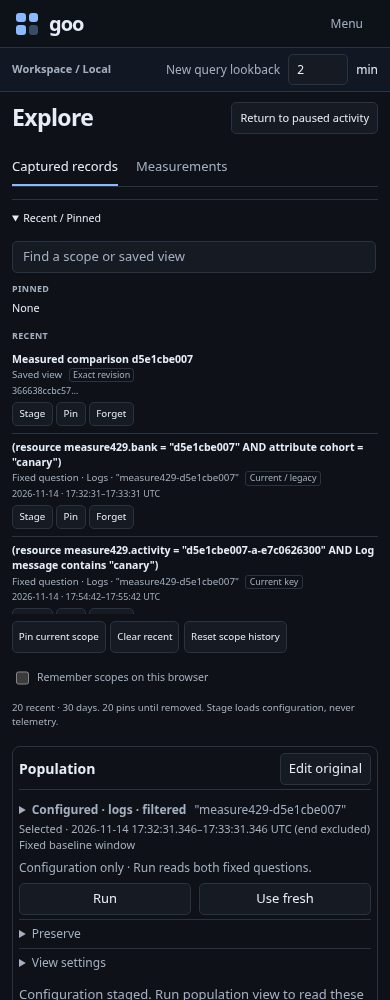 goo
Menu
Workspace / Local
New query lookback
2
min
Explore
Return to paused activity
Captured records
Measurements
Recent / Pinned
Find a scope or saved view
PINNED
None
RECENT
Measured comparison d5e1cbe007
Saved view
Exact revision
366638ccbc57...
Stage
Pin
Forget
(resource measure429.bank = "d5e1cbe007" AND attribute cohort =
"canary")
Fixed question · Logs · "measure429-d5e1cbe007"
Current / legacy
2026-11-14 · 17:32:31–17:33:31 UTC
Stage
Pin
Forget
(resource measure429.activity = "d5e1cbe007-a-e7c0626300" AND Log
message contains "canary")
Fixed question · Logs · "measure429-d5e1cbe007"
Current key
2026-11-14 · 17:54:42–17:55:42 UTC
Pin current scope
Clear recent
Reset scope history
Remember scopes on this browser
20 recent · 30 days. 20 pins until removed. Stage loads configuration, never
telemetry.
Population
Edit original
Configured · logs · filtered "measure429-d5e1cbe007"
Selected · 2026-11-14 17:32:31.346–17:33:31.346 UTC (end excluded)
Fixed baseline window
Configuration only · Run reads both fixed questions.
Run
Use fresh
Preserve
View settings
Configuration staged. Run population view to read these